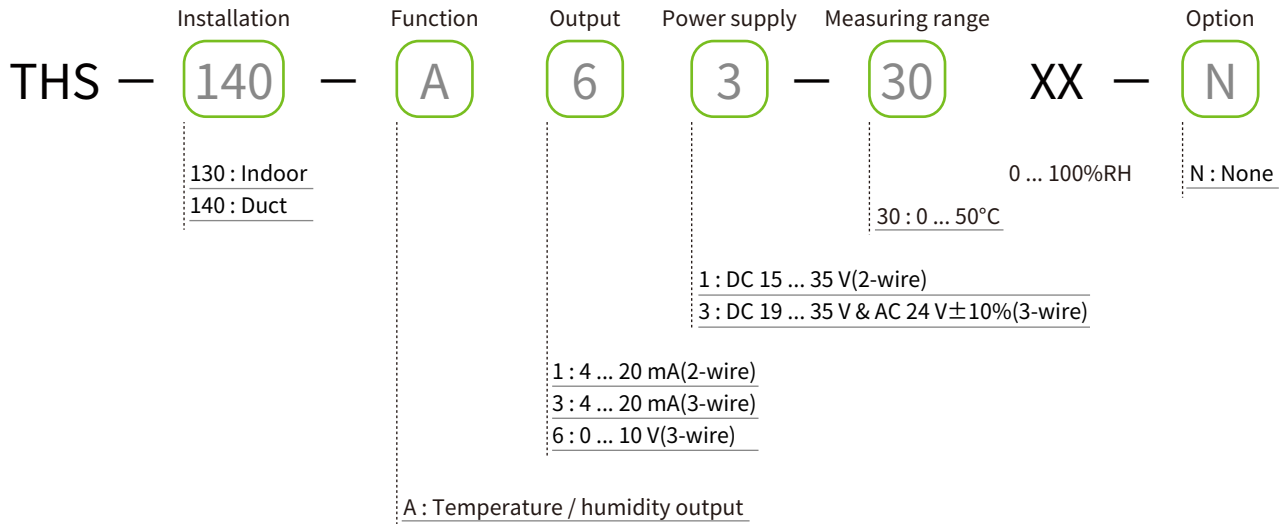 Installation Function Output Power supply Measuring range Option
THS — 140 — A 6 3 — 30 XX — N
130 : Indoor
140 : Duct
0 ... 100%RH
N : None
30 : 0 ... 50°C
1 : DC 15 ... 35 V(2-wire)
3 : DC 19 ... 35 V & AC 24 V±10%(3-wire)
1 : 4 ... 20 mA(2-wire)
3 : 4 ... 20 mA(3-wire)
6 : 0 ... 10 V(3-wire)
A : Temperature / humidity output